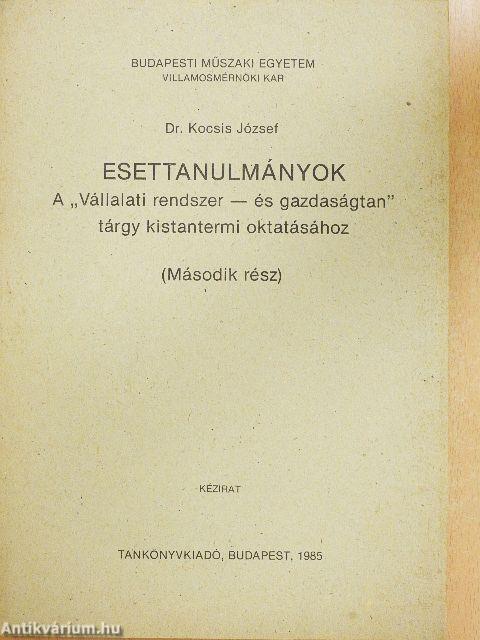 BUDAPESTI MŰSZAKI EGYETEM
VILLAMOSMÉRNÖKI KAR
Dr. Kocsis József
ESETTANULMÁNYOK
A „Vállalati rendszer — és gazdaságtan”
tárgy kistantermi oktatásához
(Második rész)
KÉZIRAT
TANKÖNYVKIADÓ, BUDAPEST, 1985
Antikvárium.hu